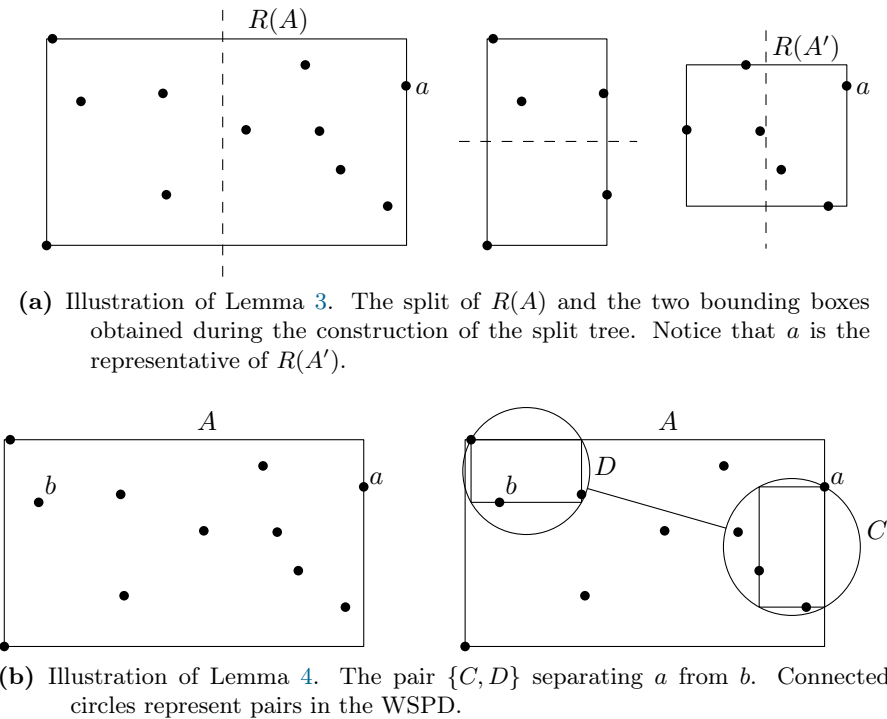 R(A)
a
R(A′)
a
(a) Illustration of Lemma 3. The split of R(A) and the two bounding boxes
obtained during the construction of the split tree. Notice that a is the
representative of R(A′).
A
b
a
A
b
D
a
C
(b) Illustration of Lemma 4. The pair {C, D} separating a from b. Connected
circles represent pairs in the WSPD.